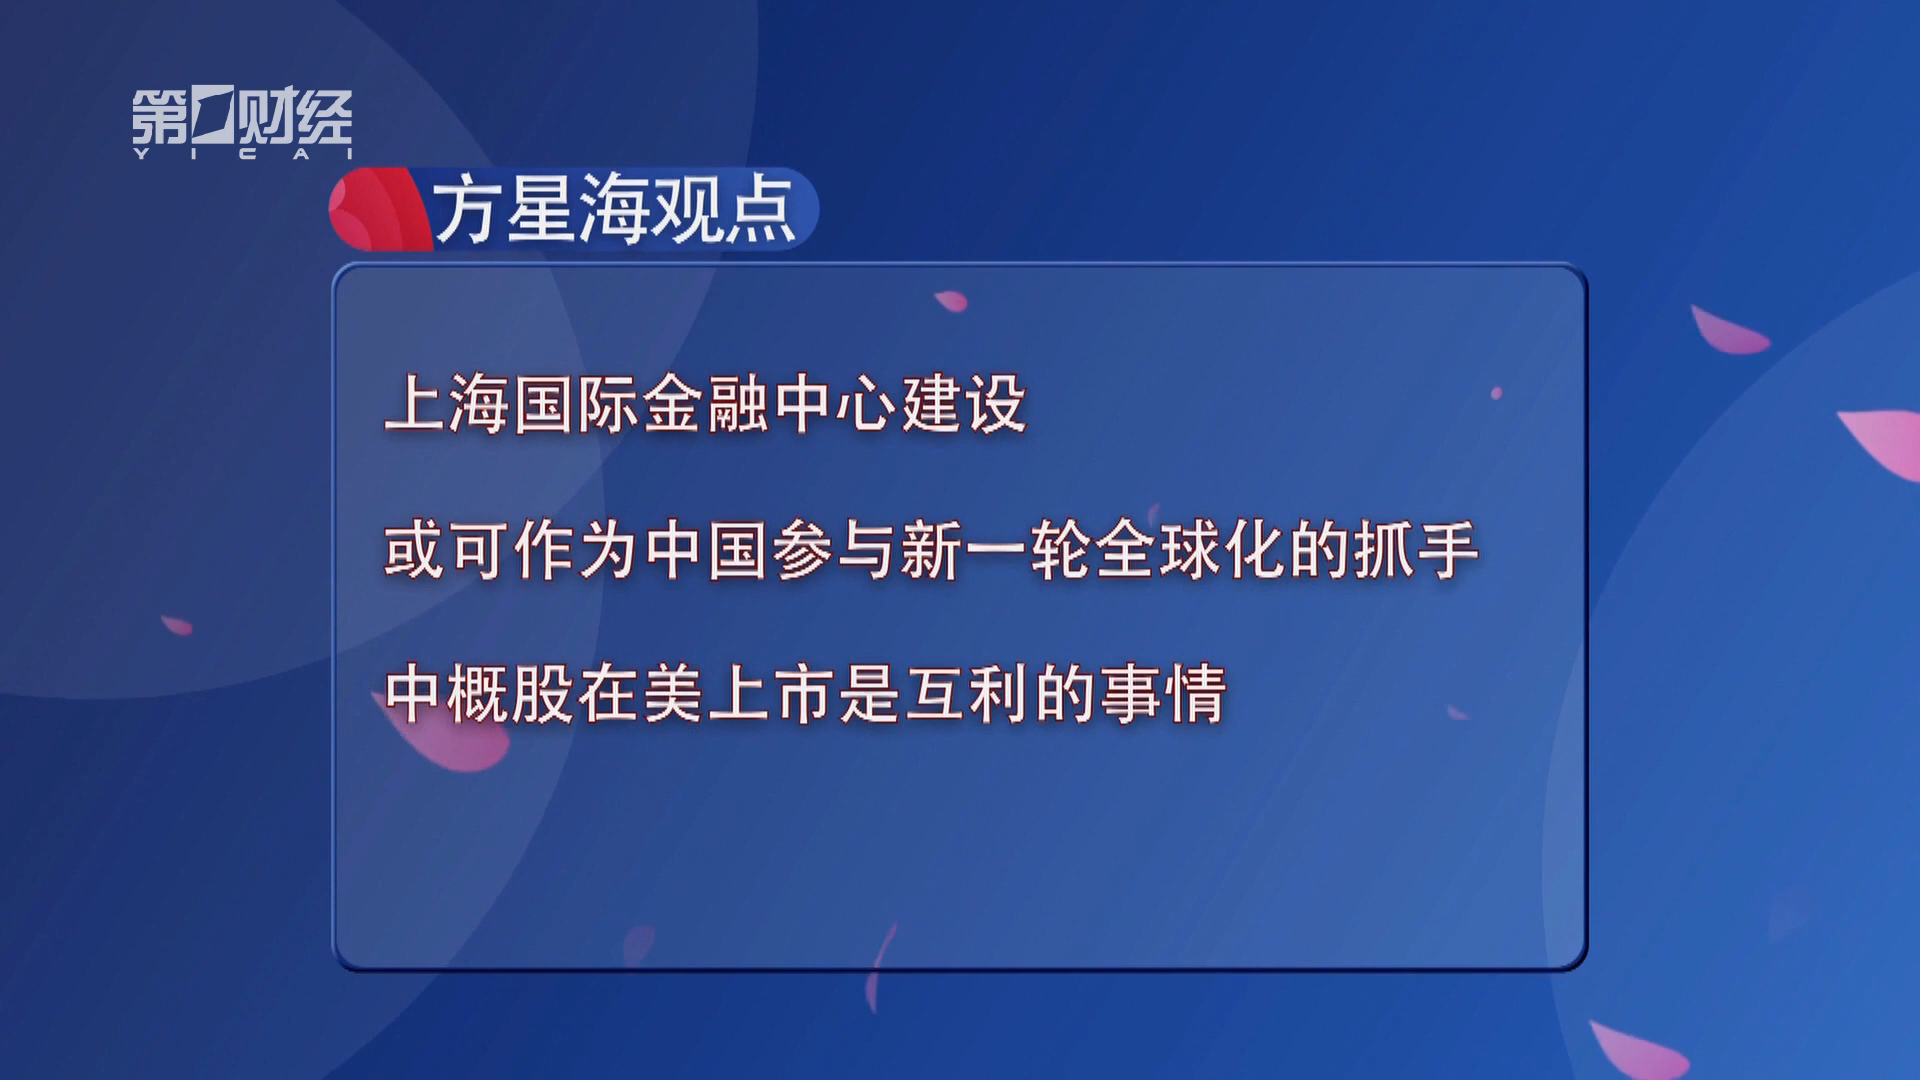 第一财经
YICAI
方星海观点
上海国际金融中心建设
或可作为中国参与新一轮全球化的抓手
中概股在美上市是互利的事情